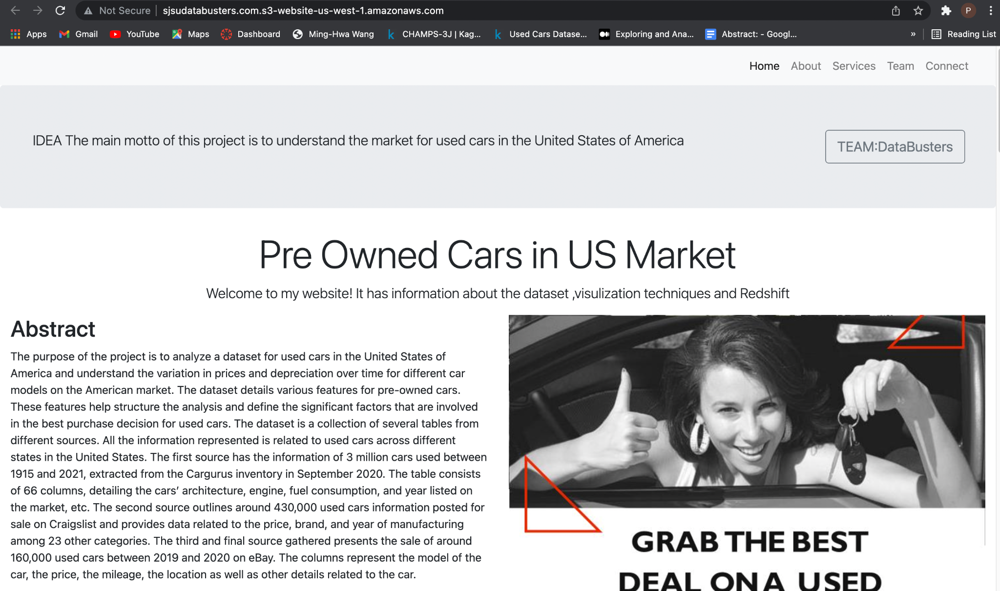 Not Secure | sjsudatabusters.com.s3-website-us-west-1.amazonaws.com
P
Apps Gmail YouTube Maps Dashboard Ming-Hwa Wang CHAMPS-3J | Kag... Used Cars Datase... Exploring and Ana... Abstract: - Googl... » Reading List
Home About Services Team Connect
IDEA The main motto of this project is to understand the market for used cars in the United States of America
TEAM:DataBusters
Pre Owned Cars in US Market
Welcome to my website! It has information about the dataset ,visulization techniques and Redshift
Abstract
The purpose of the project is to analyze a dataset for used cars in the United States of
America and understand the variation in prices and depreciation over time for different car
models on the American market. The dataset details various features for pre-owned cars.
These features help structure the analysis and define the significant factors that are involved
in the best purchase decision for used cars. The dataset is a collection of several tables from
different sources. All the information represented is related to used cars across different
states in the United States. The first source has the information of 3 million cars used between
1915 and 2021, extracted from the Cargurus inventory in September 2020. The table consists
of 66 columns, detailing the cars’ architecture, engine, fuel consumption, and year listed on
the market, etc. The second source outlines around 430,000 used cars information posted for
sale on Craigslist and provides data related to the price, brand, and year of manufacturing
among 23 other categories. The third and final source gathered presents the sale of around
160,000 used cars between 2019 and 2020 on eBay. The columns represent the model of the
car, the price, the mileage, the location as well as other details related to the car.
GRAB THE BEST
DEAL ON A USED